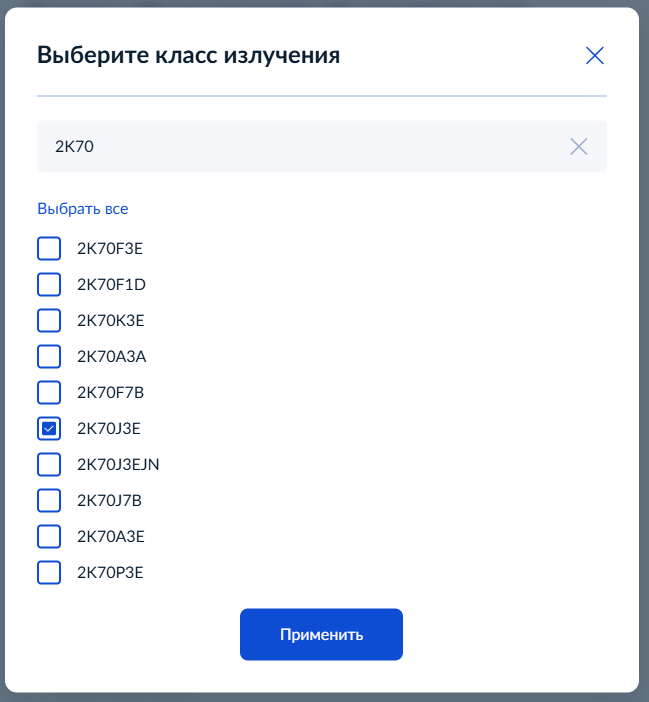 Выберите класс излучения
2K70
Выбрать все
2K70F3E
2K70F1D
2K70K3E
2K70A3A
2K70F7B
2K70J3E
2K70J3EJN
2K70J7B
2K70A3E
2K70P3E
Применить